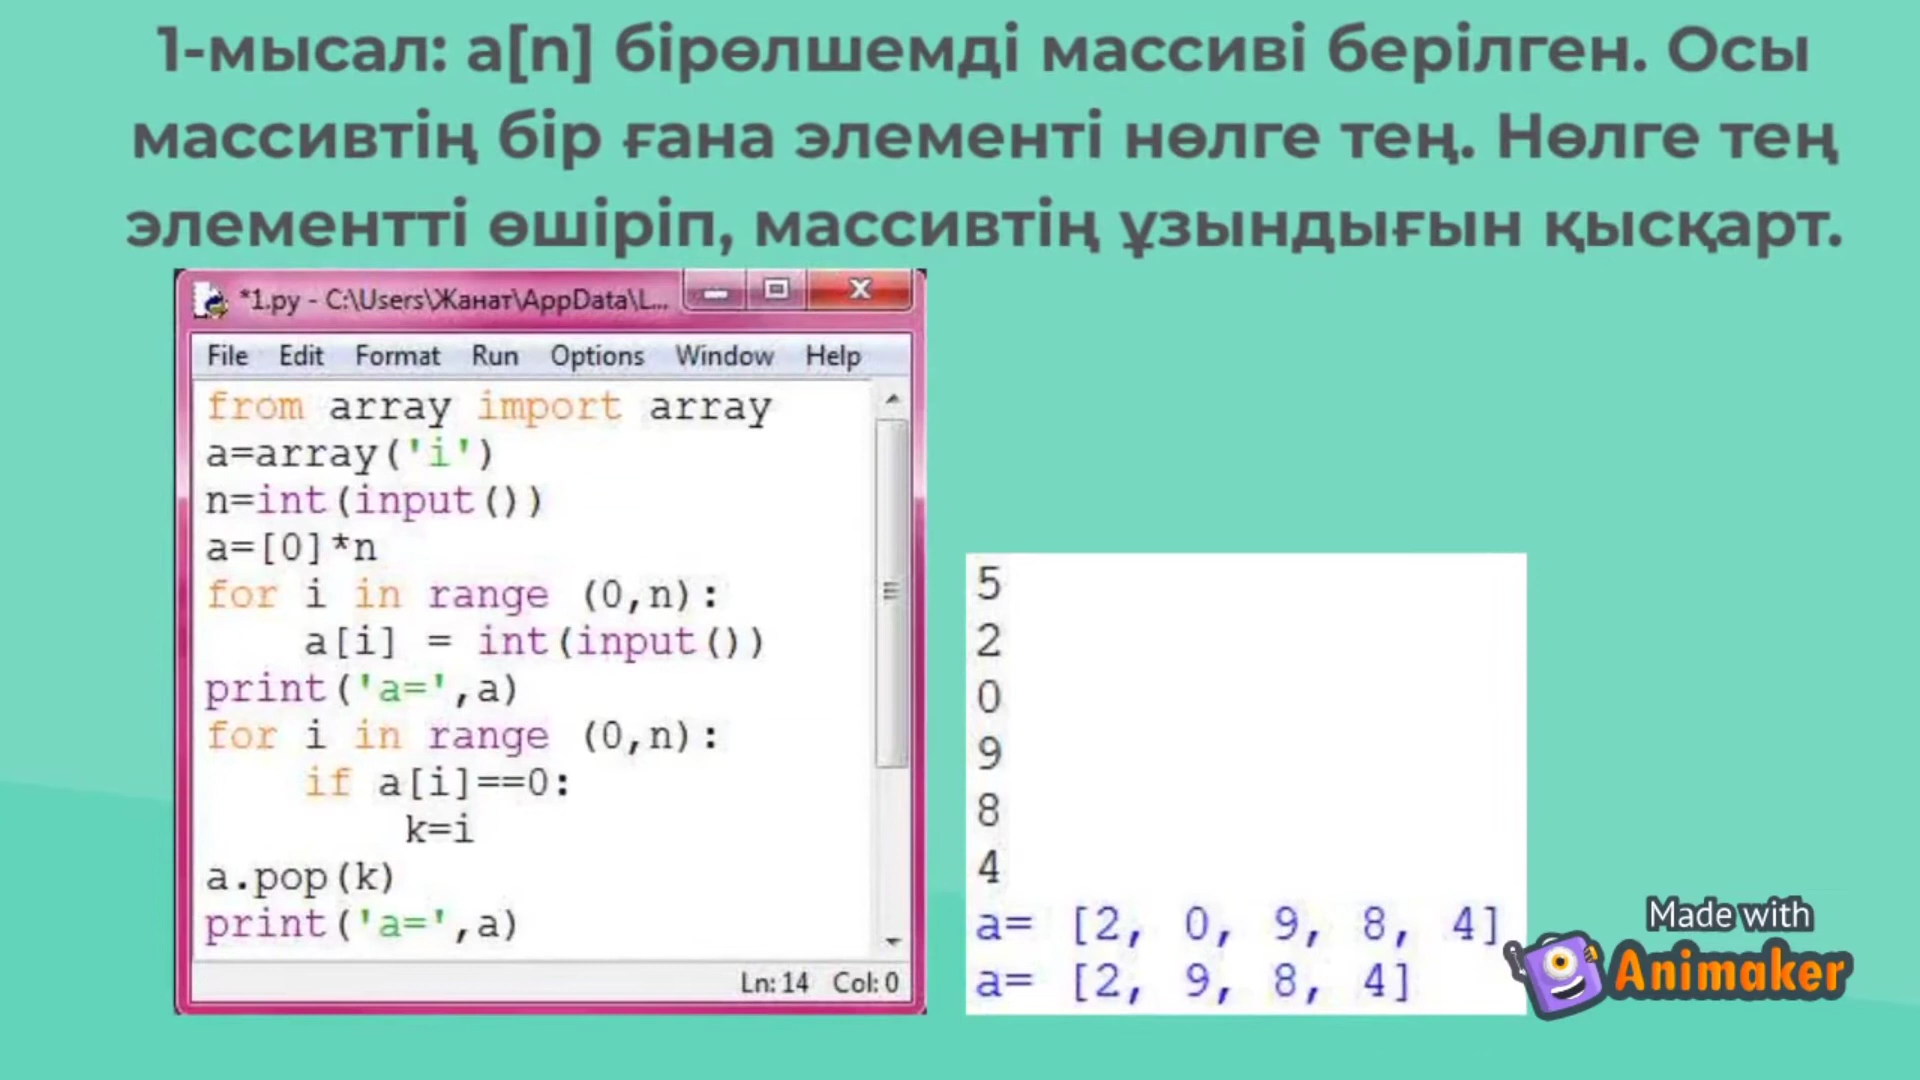 1-мысал: a[n] бірөлшемді массиві берілген. Осы
массивтің бір ғана элементі нөлге тең. Нөлге тең
элементті өшіріп, массивтің ұзындығын қысқарт.
*1.py - C:\Users\Жанат\AppData\L...
File Edit Format Run Options Window Help
from array import array
a=array('i')
n=int(input())
a=[0]*n
for i in range (0,n):
    a[i] = int(input())
print('a=',a)
for i in range (0,n):
    if a[i]==0:
        k=i
a.pop(k)
print('a=',a)
Ln: 14 Col: 0
5
2
0
9
8
4
a= [2, 0, 9, 8, 4]
a= [2, 9, 8, 4]
Made with
Animaker